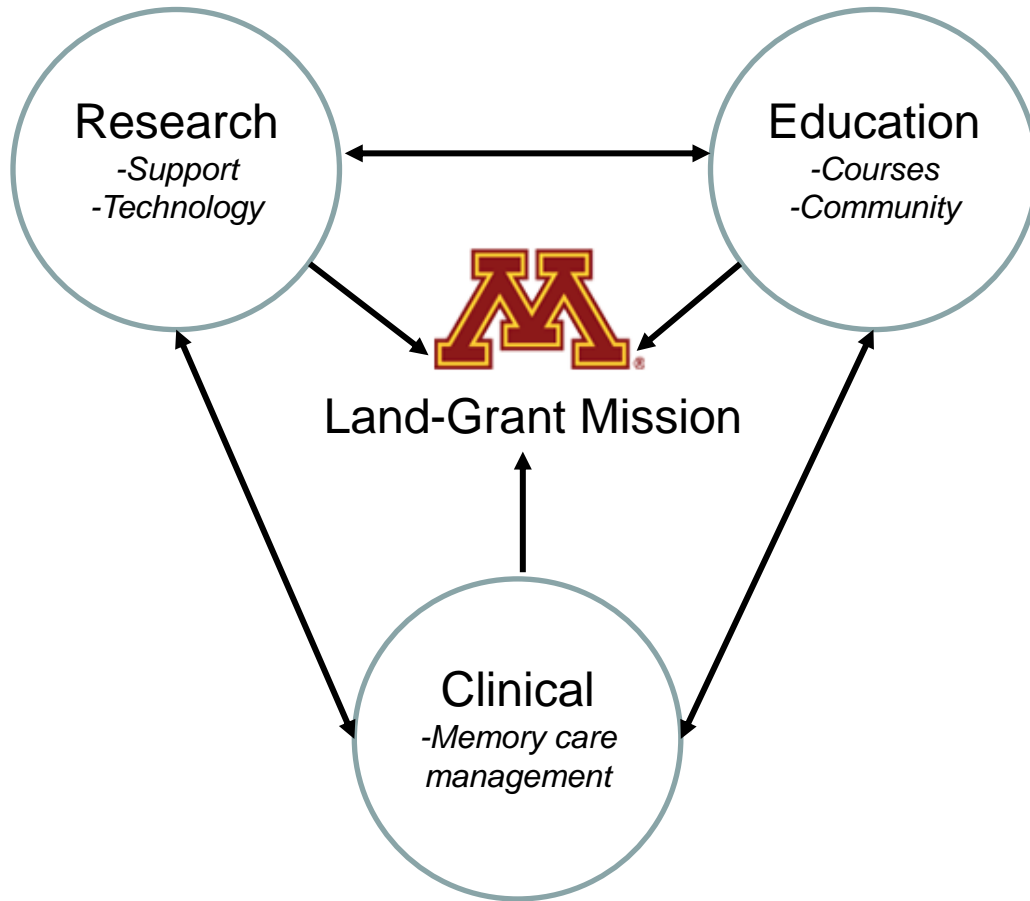 Research
-Support
-Technology
Education
-Courses
-Community
M
®
Land-Grant Mission
Clinical
-Memory care
management